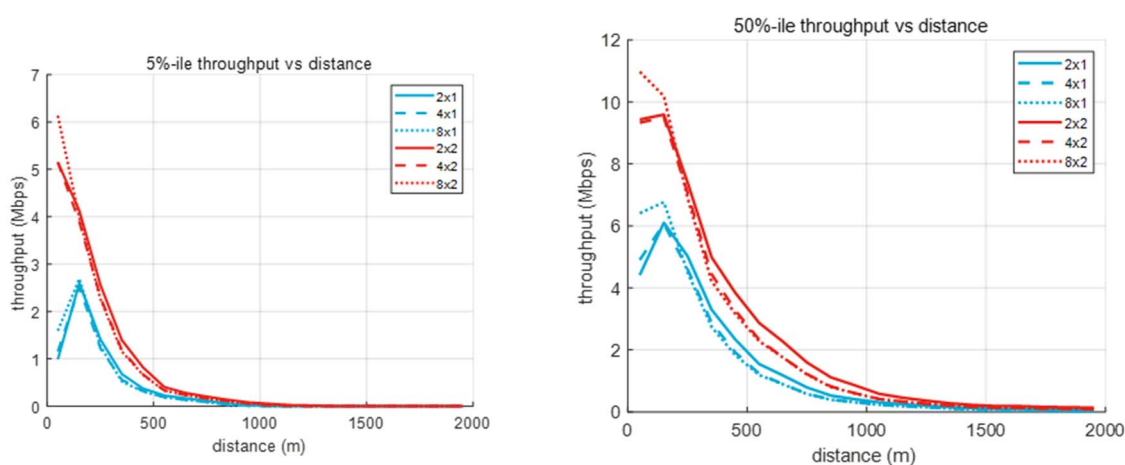 5%-ile throughput vs distance
7
6
5
4
3
2
1
0
throughput (Mbps)
2x1
4x1
8x1
2x2
4x2
8x2
0 500 1000 1500 2000
distance (m)
50%-ile throughput vs distance
12
10
8
6
4
2
0
throughput (Mbps)
2x1
4x1
8x1
2x2
4x2
8x2
0 500 1000 1500 2000
distance (m)